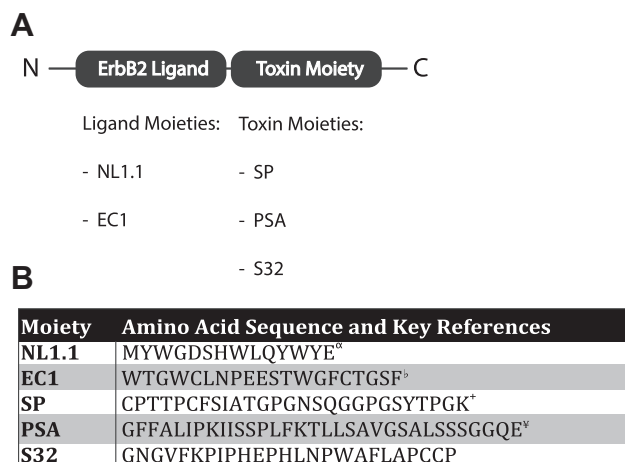 A
N
ErbB2 Ligand Toxin Moiety
C
Ligand Moieties: Toxin Moieties:
- NL1.1 - SP
- EC1 - PSA
- S32
B
Moiety Amino Acid Sequence and Key References
NL1.1 MYWGDSHWLQYWYEα
EC1 WTGWCLNPEESTWGFCTGSF♭
SP CPTTPCFSIATGPGNSQGGPGSYTPGK+
PSA GFFALIPKIISSPLFKTLLSAVGSALSSSGGQE¥
S32 GNGVFKPIPHEPHLNPWAFLAPCCP